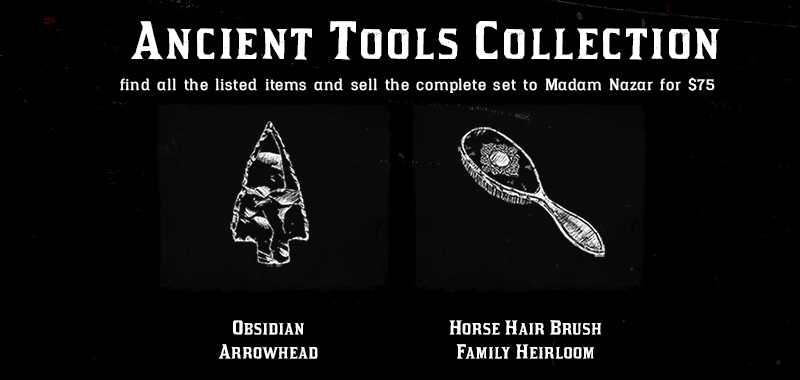 Ancient Tools Collection
find all the listed items and sell the complete set to Madam Nazar for $75
Obsidian
Arrowhead
Horse Hair Brush
Family Heirloom